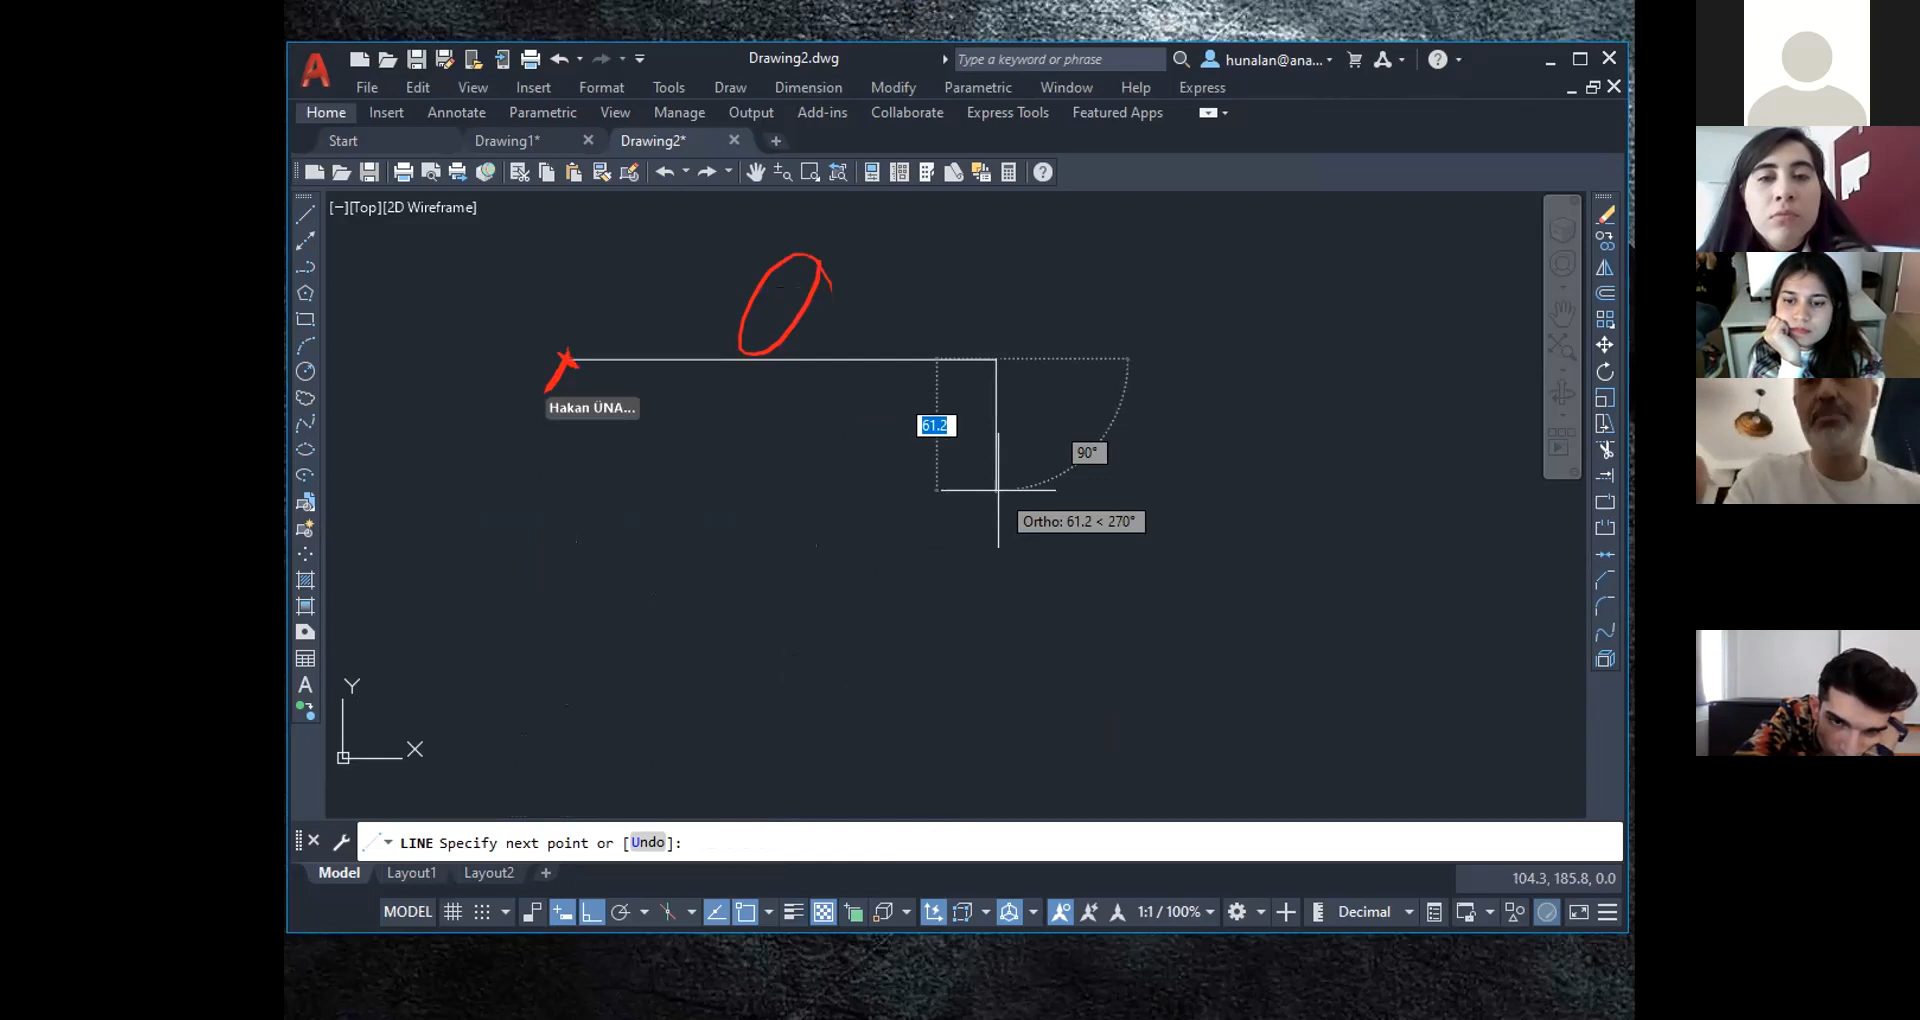 Drawing2.dwg
Type a keyword or phrase
hunalan@ana...
File Edit View Insert Format Tools Draw Dimension Modify Parametric Window Help Express
Home Insert Annotate Parametric View Manage Output Add-ins Collaborate Express Tools Featured Apps
Start Drawing1* Drawing2*
[−][Top][2D Wireframe]
Hakan ÜNA...
61.2
90°
Ortho: 61.2 < 270°
Y
X
LINE Specify next point or [Undo]:
Model Layout1 Layout2
104.3, 185.8, 0.0
MODEL 1:1 / 100% Decimal